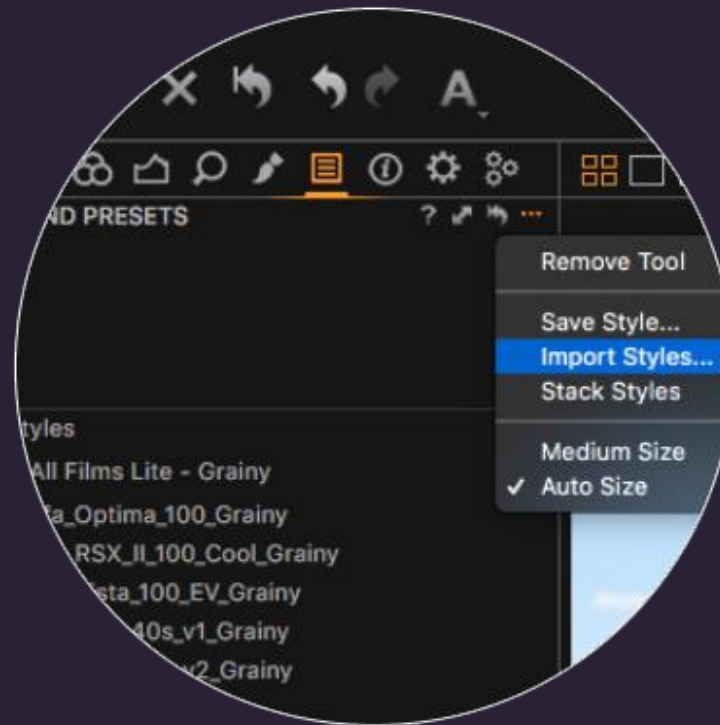 A
ND PRESETS ?
Remove Tool
Save Style...
Import Styles...
Stack Styles
Medium Size
✓ Auto Size
tyles
All Films Lite - Grainy
fa_Optima_100_Grainy
RSX_II_100_Cool_Grainy
sta_100_EV_Grainy
40s_v1_Grainy
v2_Grainy